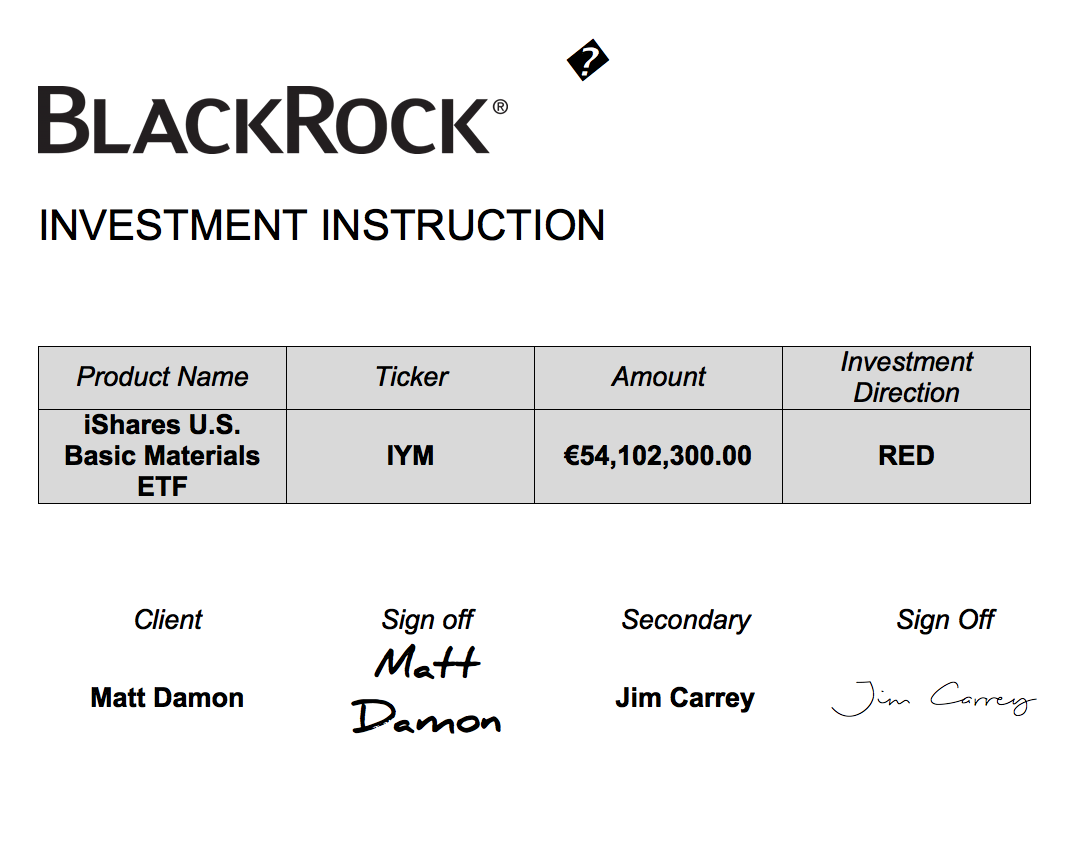 �
BLACKROCK®
INVESTMENT INSTRUCTION
Product Name Ticker Amount Investment Direction
iShares U.S. Basic Materials ETF IYM €54,102,300.00 RED
Client Sign off Secondary Sign Off
Matt Damon Matt Damon Jim Carrey Jim Carrey